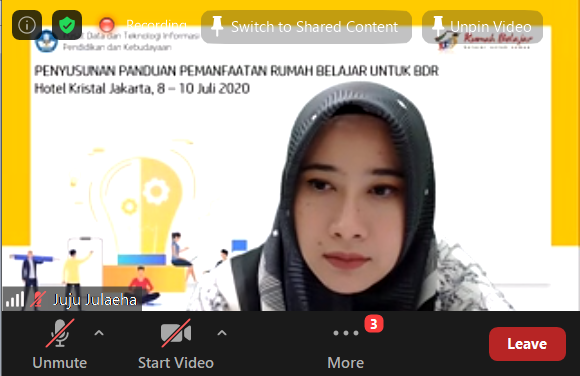 Recording
Switch to Shared Content
Unpin Video
Data dan Teknologi Informasi
Pendidikan dan Kebudayaan
Rumah Belajar
PENYUSUNAN PANDUAN PEMANFAATAN RUMAH BELAJAR UNTUK BDR
Hotel Kristal Jakarta, 8 – 10 Juli 2020
Juju Julaeha
3
Unmute
Start Video
More
Leave